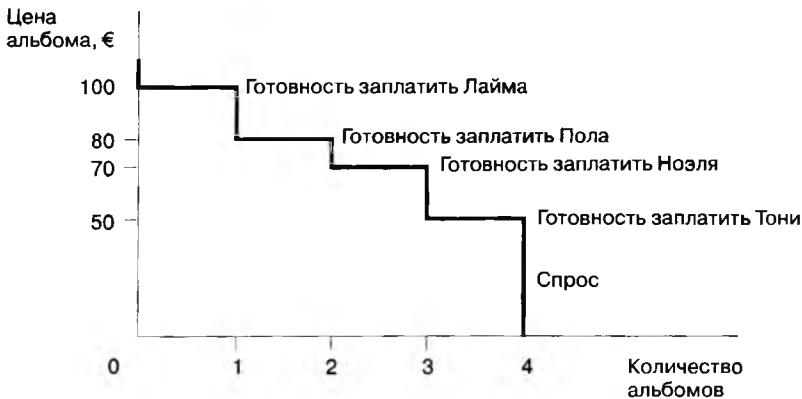 Цена
альбома, €
100
Готовность заплатить Лайма
80
Готовность заплатить Пола
70
Готовность заплатить Ноэля
50
Готовность заплатить Тони
Спрос
0
1
2
3
4
Количество
альбомов